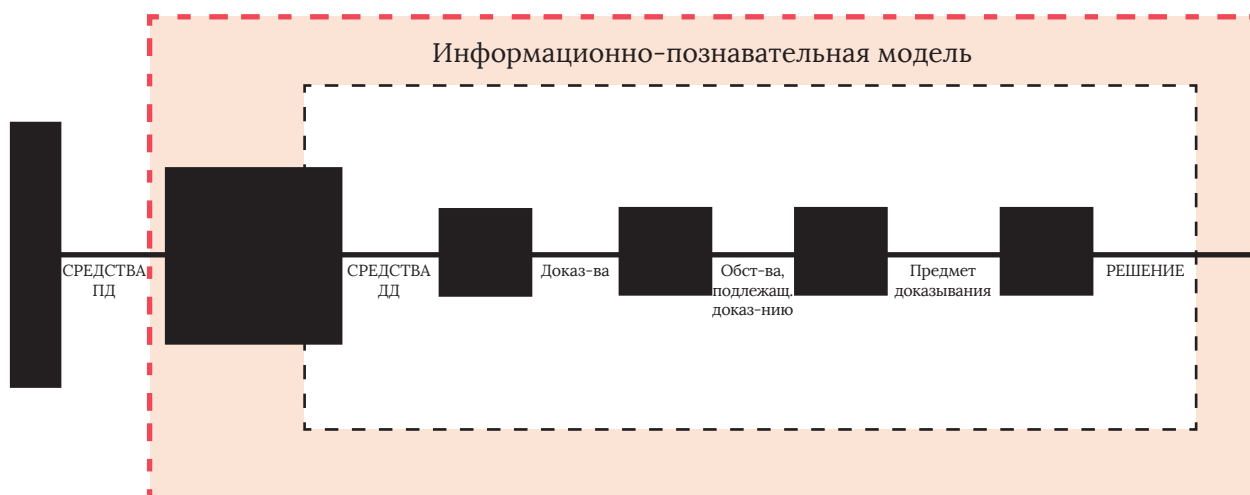 Информационно-познавательная модель
СРЕДСТВА
ПД
СРЕДСТВА
ДД
Доказ-ва
Обст-ва,
подлежащ.
доказ-нию
Предмет
доказывания
РЕШЕНИЕ